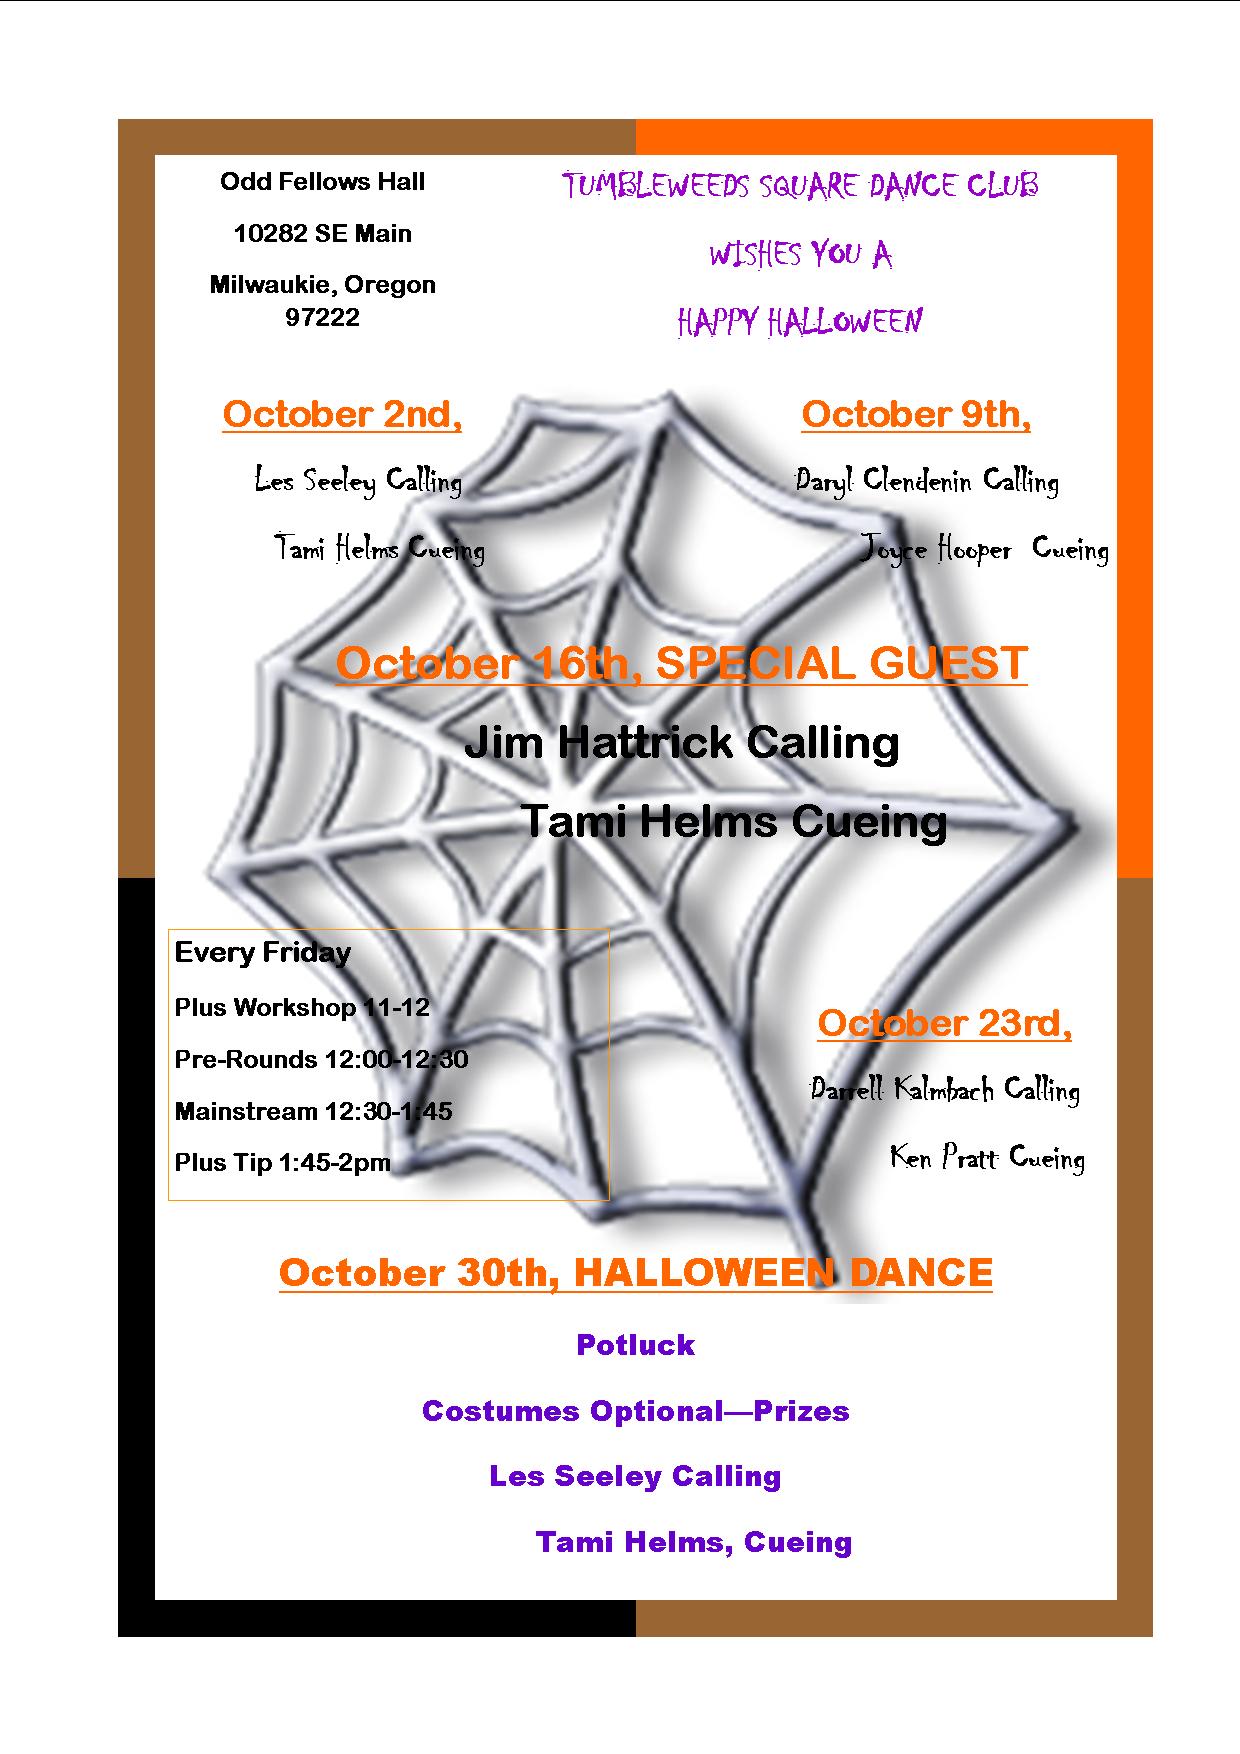 Odd Fellows Hall
10282 SE Main
Milwaukie, Oregon
97222
TUMBLEWEEDS SQUARE DANCE CLUB
WISHES YOU A
HAPPY HALLOWEEN
October 2nd,
Les Seeley Calling
Tami Helms Cueing
October 9th,
Daryl Clendenin Calling
Joyce Hooper Cueing
October 16th, SPECIAL GUEST
Jim Hattrick Calling
Tami Helms Cueing
Every Friday
Plus Workshop 11-12
Pre-Rounds 12:00-12:30
Mainstream 12:30-1:45
Plus Tip 1:45-2pm
October 23rd,
Darrell Kalmbach Calling
Ken Pratt Cueing
October 30th, HALLOWEEN DANCE
Potluck
Costumes Optional—Prizes
Les Seeley Calling
Tami Helms, Cueing